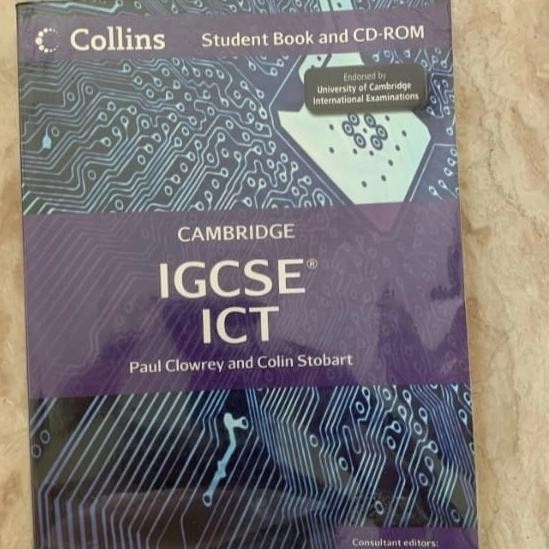 Collins
Student Book and CD-ROM
Endorsed by
University of Cambridge
International Examinations
CAMBRIDGE
IGCSE®
ICT
Paul Clowrey and Colin Stobart
Consultant editors: